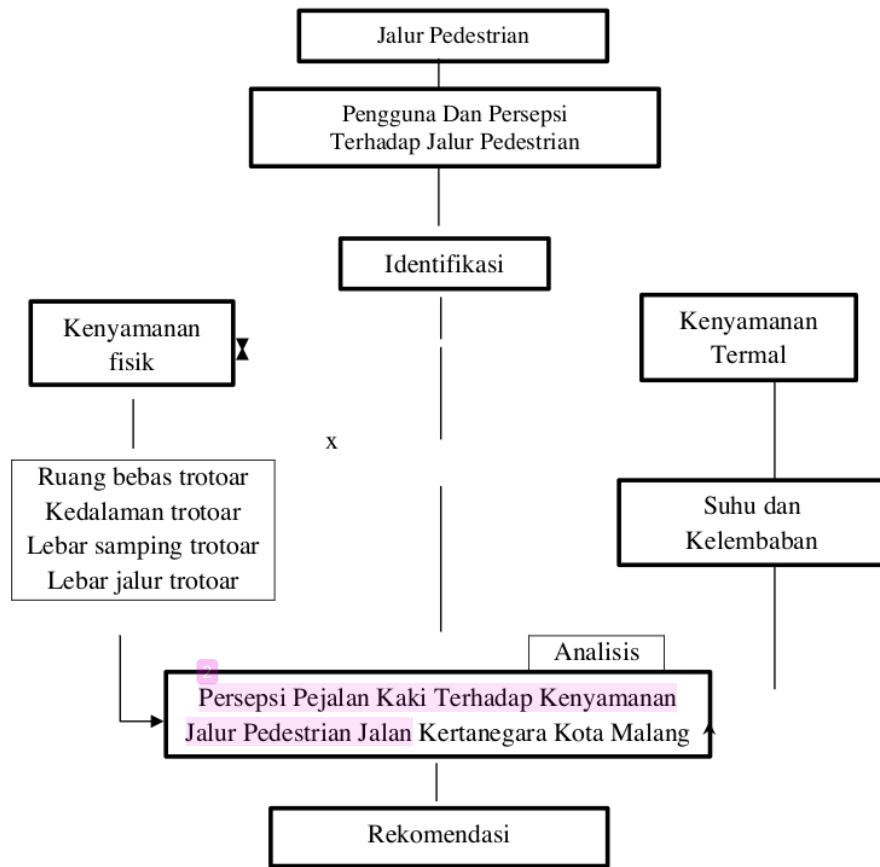 Jalur Pedestrian
Pengguna Dan Persepsi
Terhadap Jalur Pedestrian
Identifikasi
Kenyamanan
fisik
Kenyamanan
Termal
x
Ruang bebas trotoar
Kedalaman trotoar
Lebar samping trotoar
Lebar jalur trotoar
Suhu dan
Kelembaban
Analisis
2
Persepsi Pejalan Kaki Terhadap Kenyamanan
Jalur Pedestrian Jalan Kertanegara Kota Malang
Rekomendasi